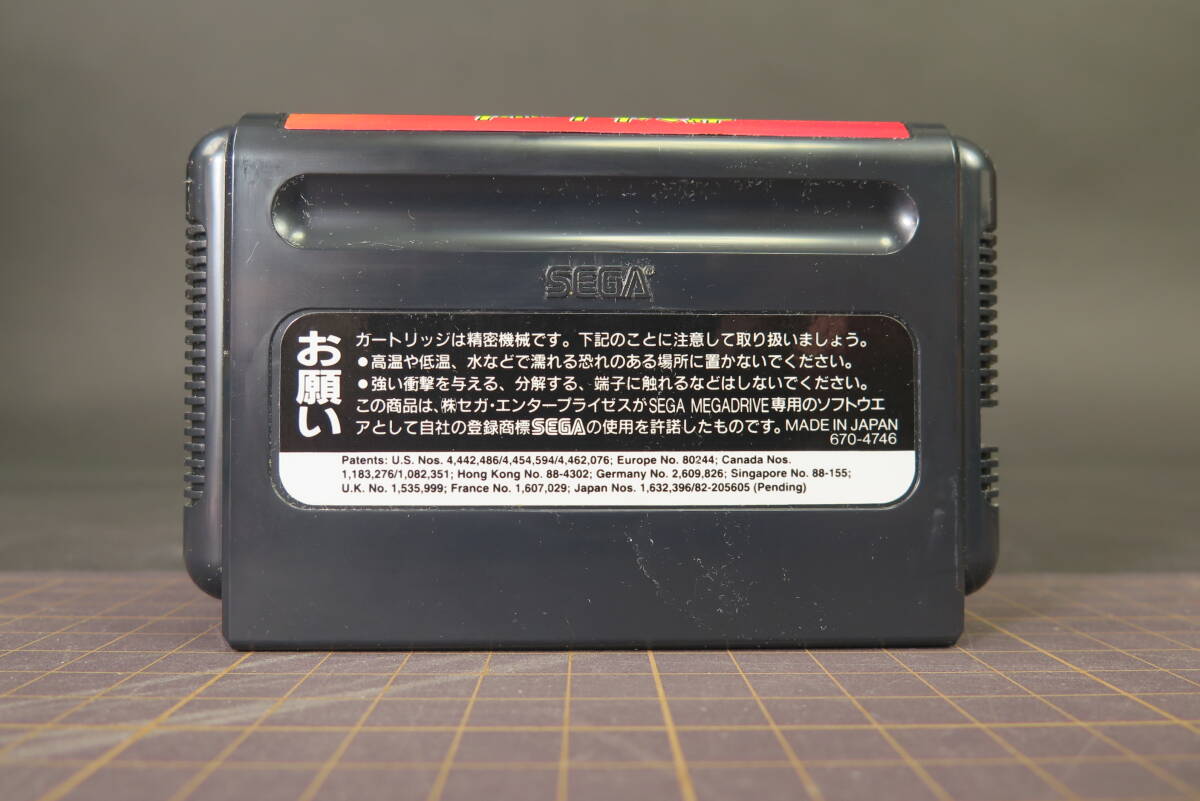 SEGA®
お願い
カートリッジは精密機械です。下記のことに注意して取り扱いましょう。
●高温や低温、水などで濡れる恐れのある場所に置かないでください。
●強い衝撃を与える、分解する、端子に触れるなどはしないでください。
この商品は、㈱セガ・エンタープライゼスがSEGA MEGADRIVE専用のソフトウエ
アとして自社の登録商標SEGAの使用を許諾したものです。MADE IN JAPAN
670-4746
Patents: U.S. Nos. 4,442,486/4,454,594/4,462,076; Europe No. 80244; Canada Nos.
1,183,276/1,082,351; Hong Kong No. 88-4302; Germany No. 2,609,826; Singapore No. 88-155;
U.K. No. 1,535,999; France No. 1,607,029; Japan Nos. 1,632,396/82-205605 (Pending)